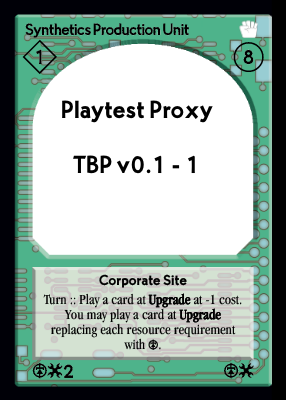 Synthetics Production Unit
1
8
Playtest Proxy
TBP v0.1 - 1
Corporate Site
Turn :: Play a card at Upgrade at -1 cost.
You may play a card at Upgrade
replacing each resource requirement
with .
2